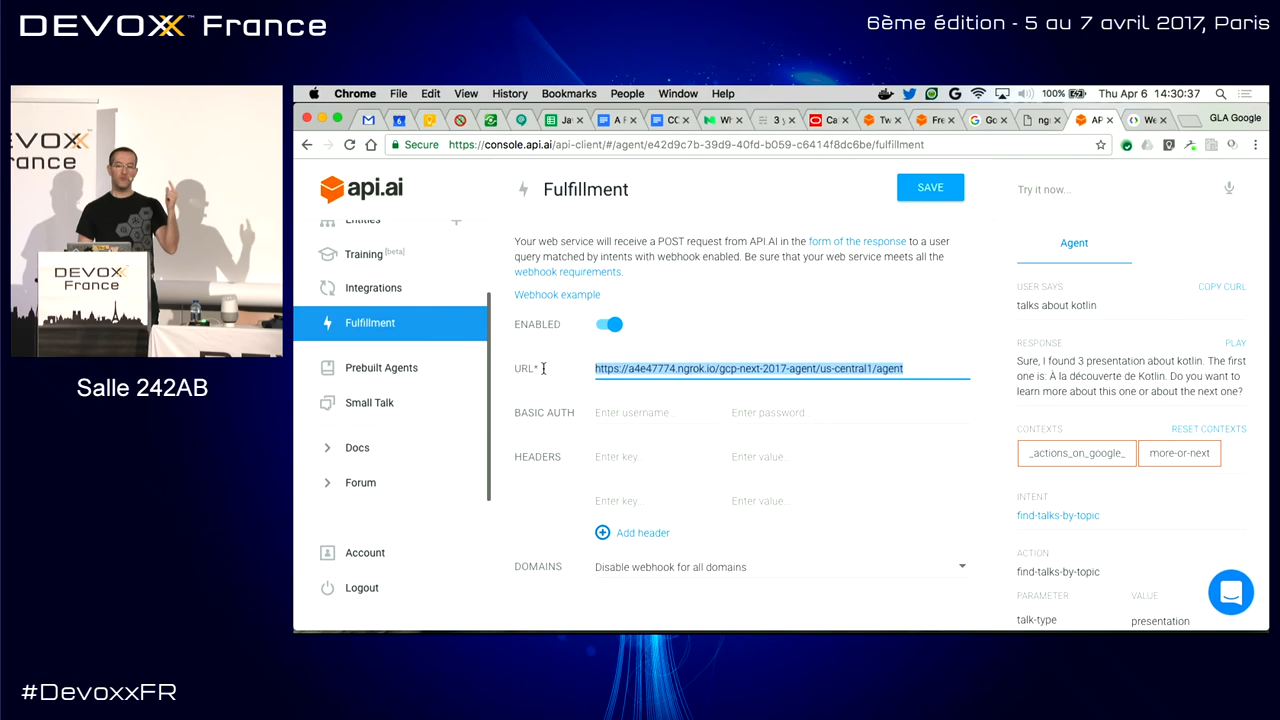 DEVOXX™ France
6ème édition - 5 au 7 avril 2017, Paris
DEVOXX
France
DEVOXX
France
Salle 242AB
#DevoxxFR
Chrome File Edit View History Bookmarks People Window Help
100% Thu Apr 6 14:30:37
GLA Google
Secure https://console.api.ai/api-client/#/agent/e42d9c7b-39d9-40fd-b059-c6414f8dc6be/fulfillment
api.ai
Entities
Training [beta]
Integrations
Fulfillment
Prebuilt Agents
Small Talk
Docs
Forum
Account
Logout
Fulfillment
SAVE
Your web service will receive a POST request from API.AI in the form of the response to a user
query matched by intents with webhook enabled. Be sure that your web service meets all the
webhook requirements.
Webhook example
ENABLED
URL* https://a4e47774.ngrok.io/gcp-next-2017-agent/us-central1/agent
BASIC AUTH Enter username... Enter password
HEADERS Enter key... Enter value...
Enter key... Enter value...
Add header
DOMAINS Disable webhook for all domains
Try it now...
Agent
USER SAYS COPY CURL
talks about kotlin
RESPONSE PLAY
Sure, I found 3 presentation about kotlin. The first
one is: À la découverte de Kotlin. Do you want to
learn more about this one or about the next one?
CONTEXTS RESET CONTEXTS
_actions_on_google_ more-or-next
INTENT
find-talks-by-topic
ACTION
find-talks-by-topic
PARAMETER VALUE
talk-type presentation